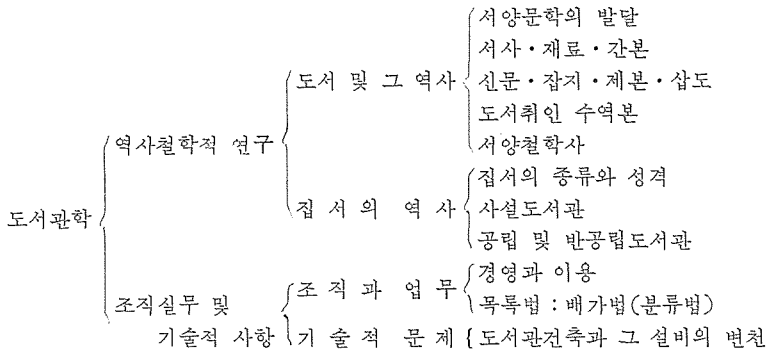 서양문학의 발달
서사・재료・간본
도서 및 그 역사
신문・잡지・제본・삽도
도서취인 수역본
역사철학적 연구
서양철학사
집서의 종류와 성격
도서관학
집서의 역사
사설도서관
공립 및 반공립도서관
경영과 이용
조직과 업무
조직실무 및
목록법 : 배가법(분류법)
기술적 사항
기술적 문제
도서관건축과 그 설비의 변천